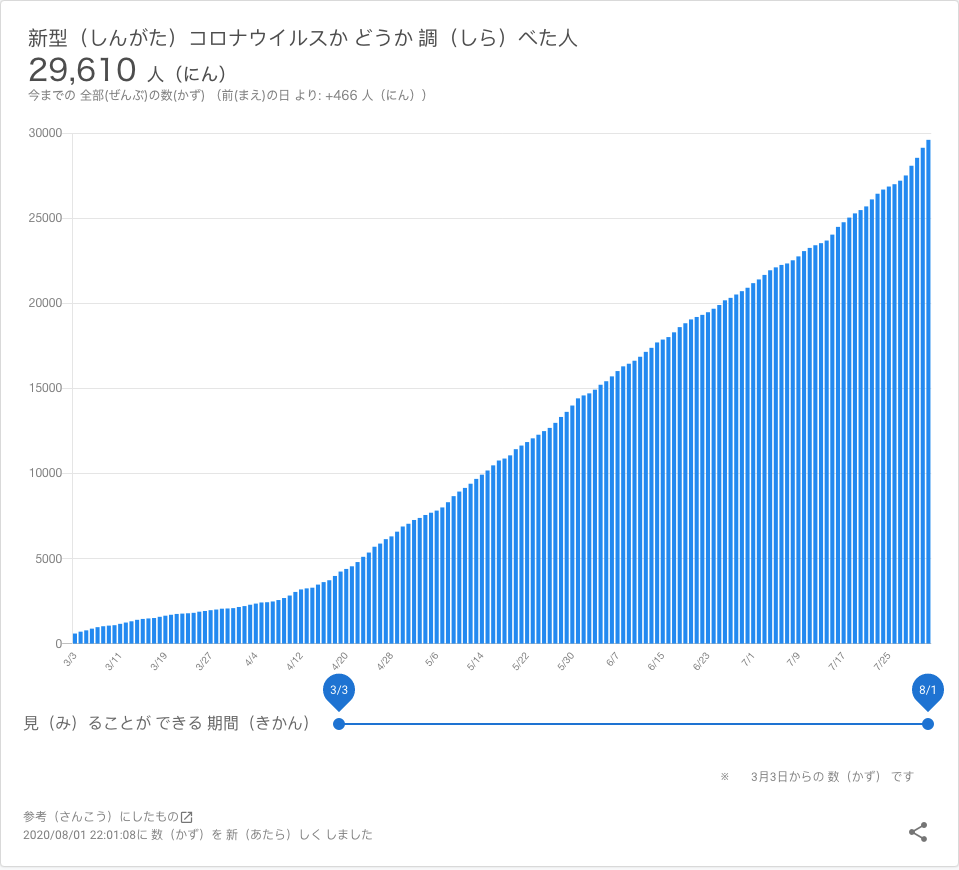 新型（しんがた）コロナウイルスか どうか 調（しら）べた人
29,610 人（にん）
今までの 全部(ぜんぶ)の数(かず) （前(まえ)の日 より: +466 人（にん））
30000
25000
20000
15000
10000
5000
0
3/3 3/11 3/19 3/27 4/4 4/12 4/20 4/28 5/6 5/14 5/22 5/30 6/7 6/15 6/23 7/1 7/9 7/17 7/25
3/3 8/1
見（み）ることが できる 期間（きかん）
※ 3月3日からの 数（かず） です
参考（さんこう）にしたもの
2020/08/01 22:01:08に 数（かず）を 新（あたら）しく しました